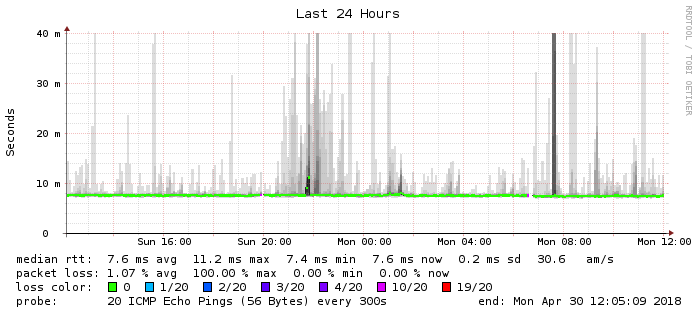 Last 24 Hours
RRDTOOL / TOBI OETIKER
Seconds
40 m
30 m
20 m
10 m
0
Sun 16:00 Sun 20:00 Mon 00:00 Mon 04:00 Mon 08:00 Mon 12:00
median rtt: 7.6 ms avg 11.2 ms max 7.4 ms min 7.6 ms now 0.2 ms sd 30.6 am/s
packet loss: 1.07 % avg 100.00 % max 0.00 % min 0.00 % now
loss color: 0 1/20 2/20 3/20 4/20 10/20 19/20
probe: 20 ICMP Echo Pings (56 Bytes) every 300s end: Mon Apr 30 12:05:09 2018